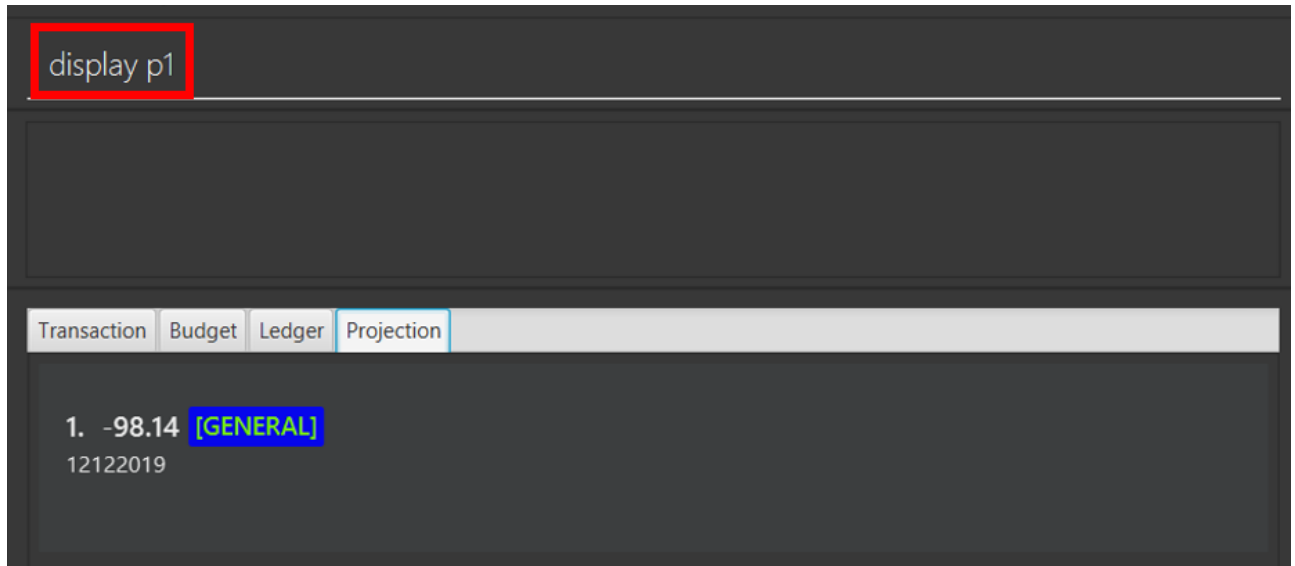 display p1
Transaction Budget Ledger Projection
1. -98.14 [GENERAL]
12122019